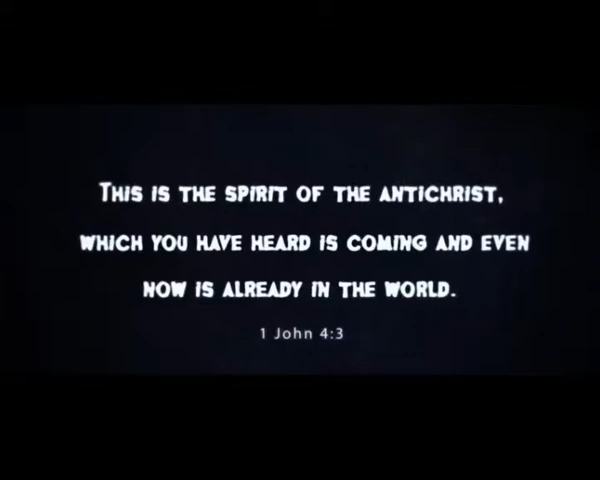 This is the spirit of the antichrist,
which you have heard is coming and even
now is already in the world.
1 John 4:3